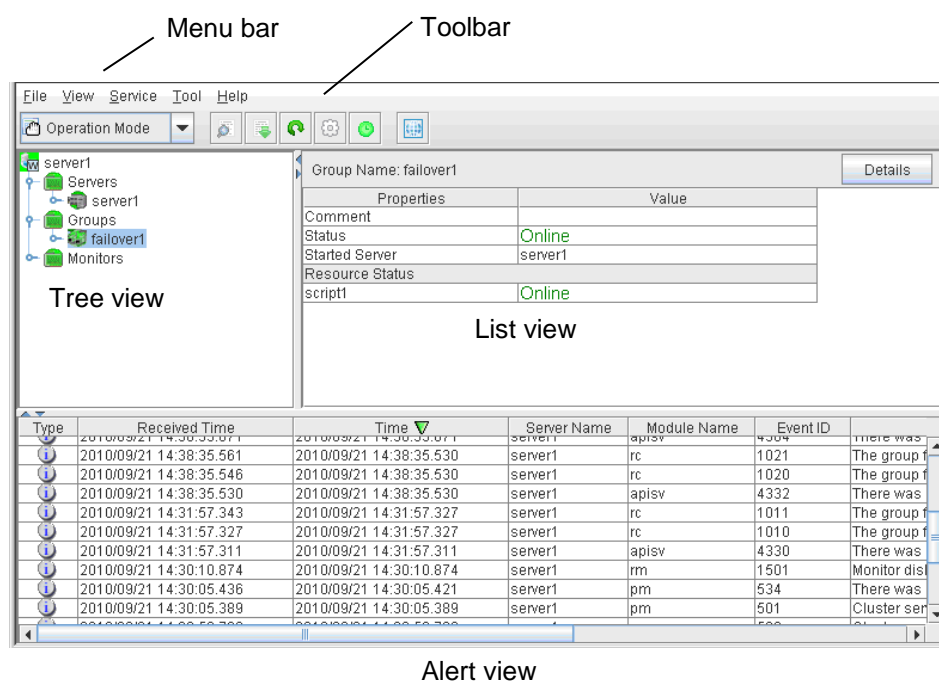 Menu bar
Toolbar
File View Service Tool Help
Operation Mode
server1
Servers
server1
Groups
failover1
Monitors
Tree view
Group Name: failover1
Details
Properties Value
Comment
Status Online
Started Server server1
Resource Status
script1 Online
List view
Type Received Time Time Server Name Module Name Event ID
2010/09/21 14:38:35.561 2010/09/21 14:38:35.530 server1 rc 1021 The group f
2010/09/21 14:38:35.546 2010/09/21 14:38:35.530 server1 rc 1020 The group f
2010/09/21 14:38:35.530 2010/09/21 14:38:35.530 server1 apisv 4332 There was
2010/09/21 14:31:57.343 2010/09/21 14:31:57.327 server1 rc 1011 The group f
2010/09/21 14:31:57.327 2010/09/21 14:31:57.327 server1 rc 1010 The group f
2010/09/21 14:31:57.311 2010/09/21 14:31:57.311 server1 apisv 4330 There was
2010/09/21 14:30:10.874 2010/09/21 14:30:10.874 server1 rm 1501 Monitor disl
2010/09/21 14:30:05.436 2010/09/21 14:30:05.421 server1 pm 534 There was
2010/09/21 14:30:05.389 2010/09/21 14:30:05.389 server1 pm 501 Cluster ser
Alert view